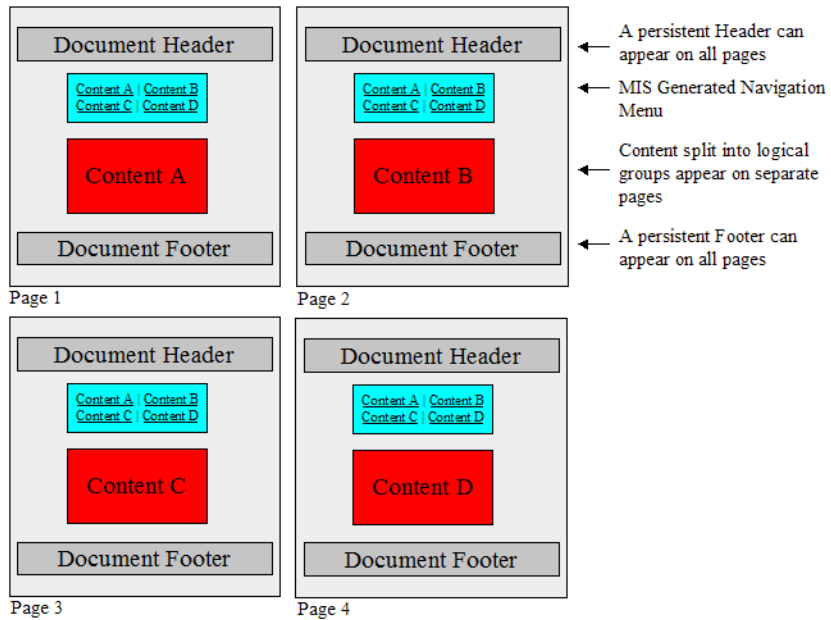 Document Header
Content A | Content B
Content C | Content D
Content A
Document Footer
Page 1
Document Header
Content A | Content B
Content C | Content D
Content B
Document Footer
Page 2
A persistent Header can
appear on all pages
MIS Generated Navigation
Menu
Content split into logical
groups appear on separate
pages
A persistent Footer can
appear on all pages
Document Header
Content A | Content B
Content C | Content D
Content C
Document Footer
Page 3
Document Header
Content A | Content B
Content C | Content D
Content D
Document Footer
Page 4